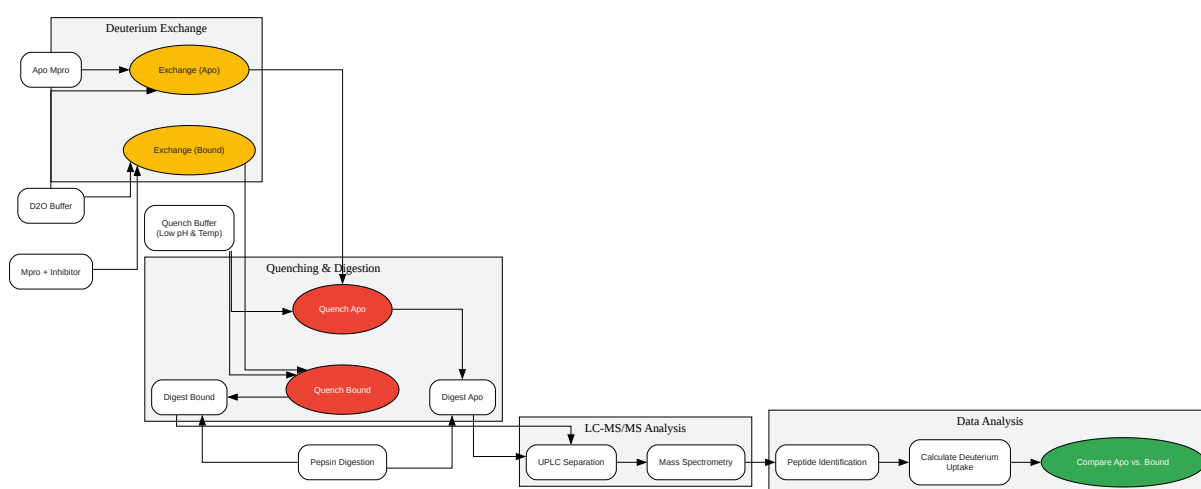 Deuterium Exchange
Apo Mpro
Exchange (Apo)
Exchange (Bound)
D2O Buffer
Quench Buffer
(Low pH & Temp)
Mpro + Inhibitor
Quenching & Digestion
Quench Apo
Quench Bound
Digest Bound
Digest Apo
Pepsin Digestion
LC-MS/MS Analysis
UPLC Separation
Mass Spectrometry
Data Analysis
Peptide Identification
Calculate Deuterium
Uptake
Compare Apo vs. Bound